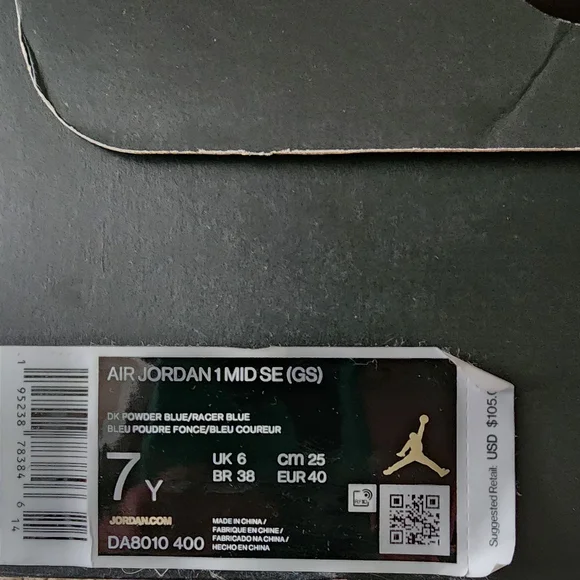 AIR JORDAN 1 MID SE (GS)
DK POWDER BLUE/RACER BLUE
BLEU POUDRE FONCE/BLEU COUREUR
7Y
UK 6 cm 25
BR 38 EUR 40
JORDAN.COM
DA8010 400
MADE IN CHINA /
FABRIQUE EN CHINE /
FABRICADO NA CHINA /
HECHO EN CHINA
1 95238 78384 6 14
Suggested Retail: USD $105.0